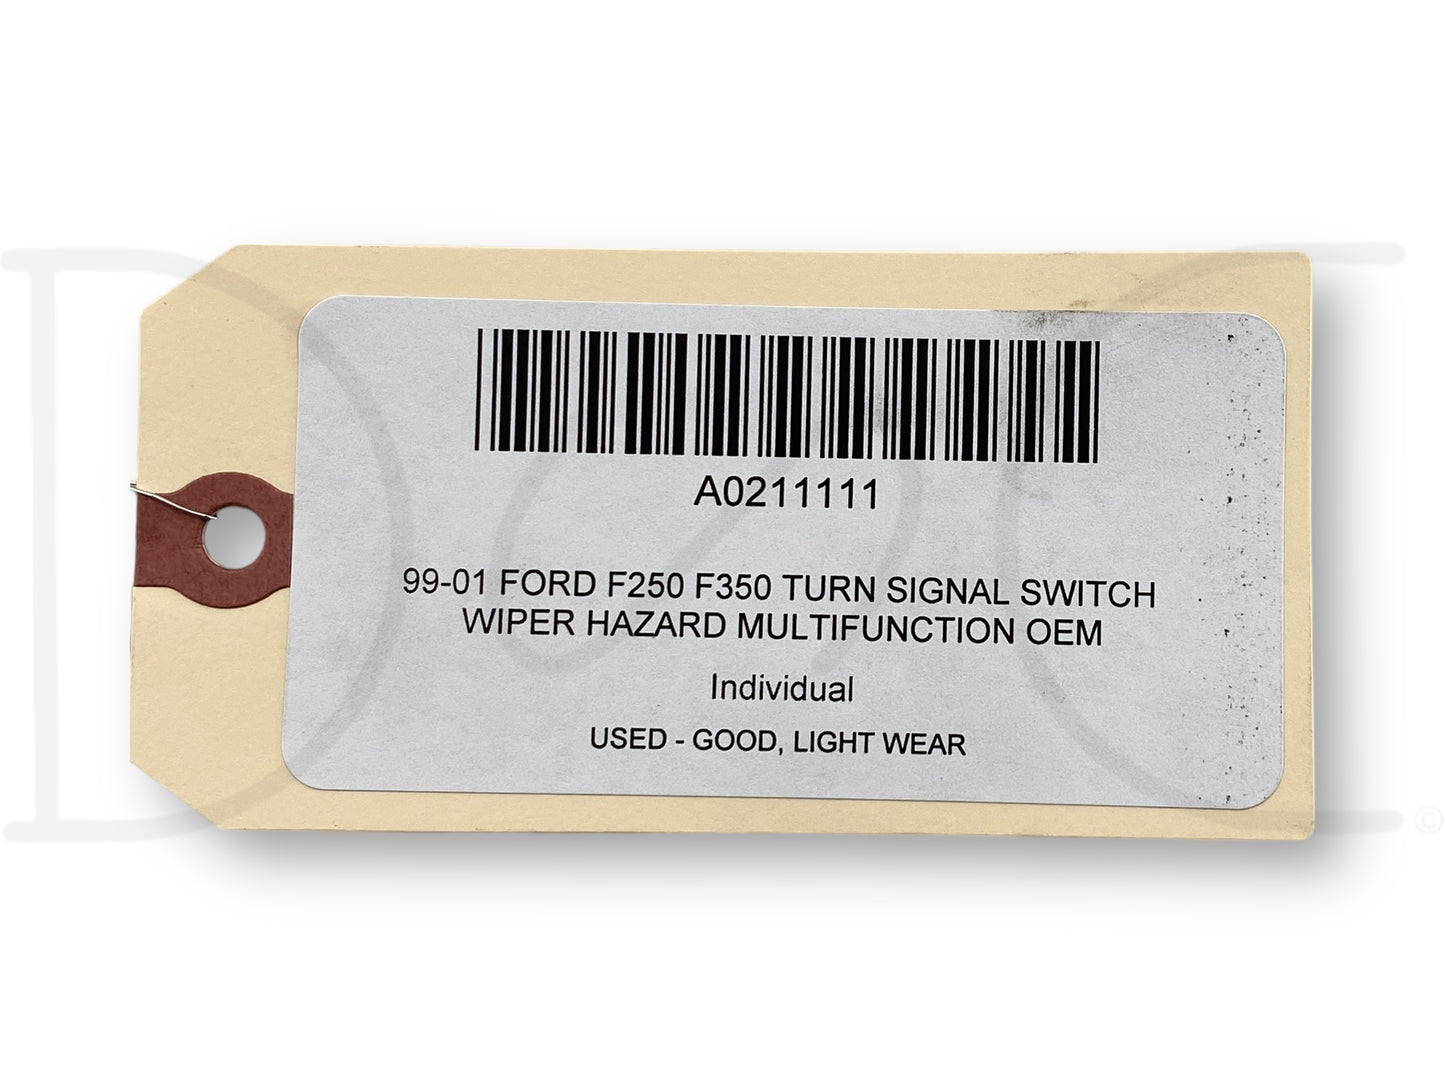 A0211111
99-01 FORD F250 F350 TURN SIGNAL SWITCH
WIPER HAZARD MULTIFUNCTION OEM
Individual
USED - GOOD, LIGHT WEAR
©